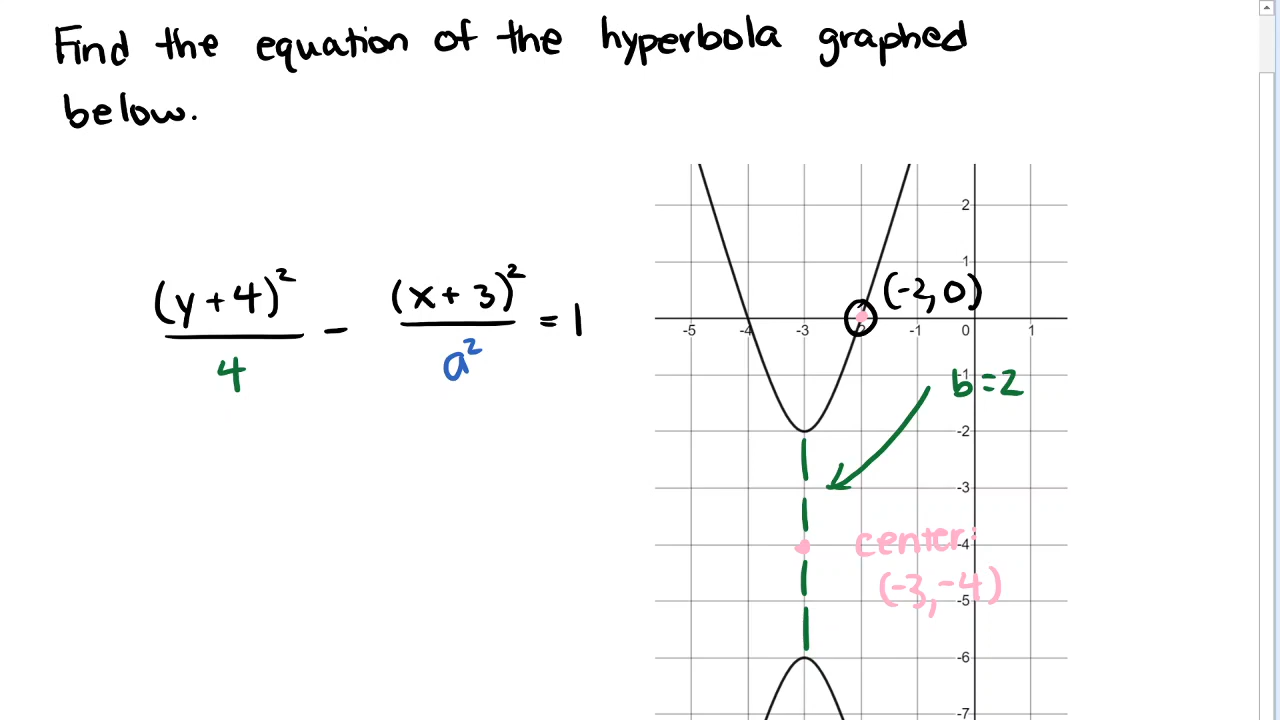 Find the equation of the hyperbola graphed
below.
(y+4)² / 4 - (x+3)² / a² = 1
2
1
(-2,0)
-5 -3 -2 -1 0 1
-1
b=2
-2
-3
center:
-4
(-3,-4)
-5
-6
-7